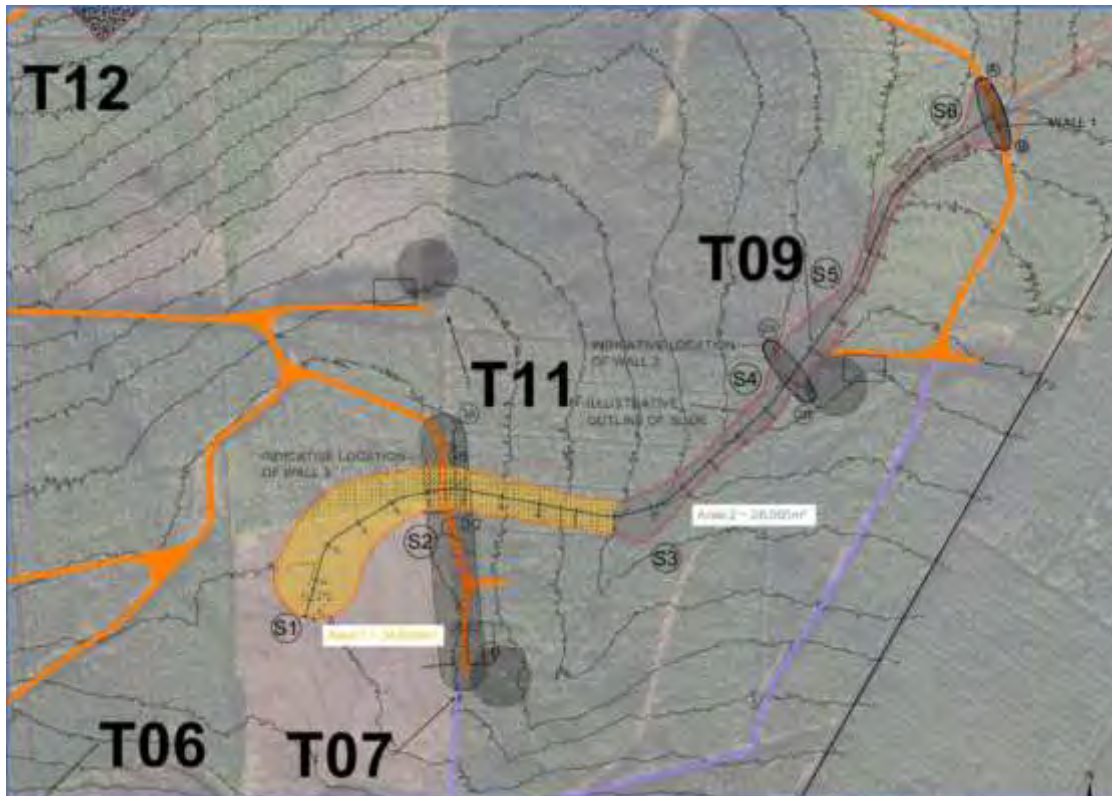 T12
S6
WALL 1
T09
S5
INDICATIVE LOCATION
OF WALL 2
S4
T11
ILLUSTRATIVE
OUTLINE OF SLIDE
INDICATIVE LOCATION
OF WALL 3
S2
S3
S1
T06
T07